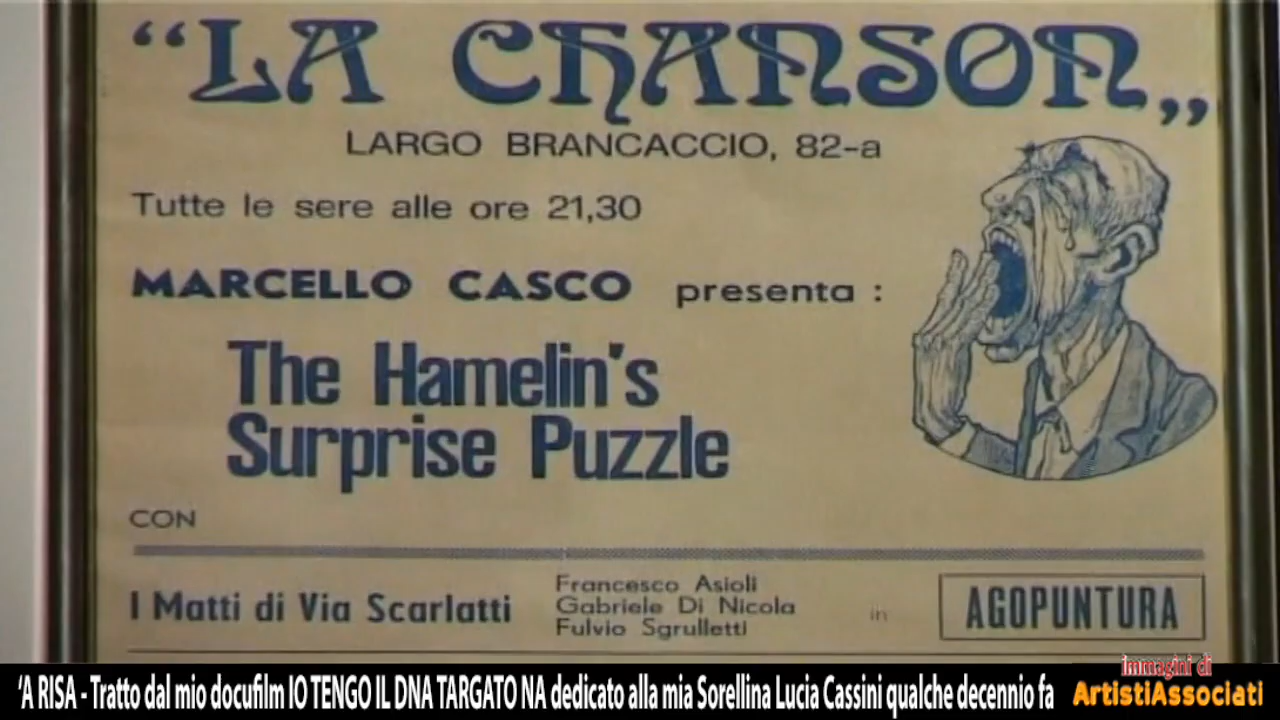 “LA CHANSON„
LARGO BRANCACCIO, 82-a
Tutte le sere alle ore 21,30
MARCELLO CASCO presenta :
The Hamelin's
Surprise Puzzle
CON
I Matti di Via Scarlatti
Francesco Asioli
Gabriele Di Nicola
Fulvio Sgrulletti
in
AGOPUNTURA
‘A RISA - Tratto dal mio docufilm IO TENGO IL DNA TARGATO NA dedicato alla mia Sorellina Lucia Cassini qualche decennio fa
immagini di
ArtistiAssociati